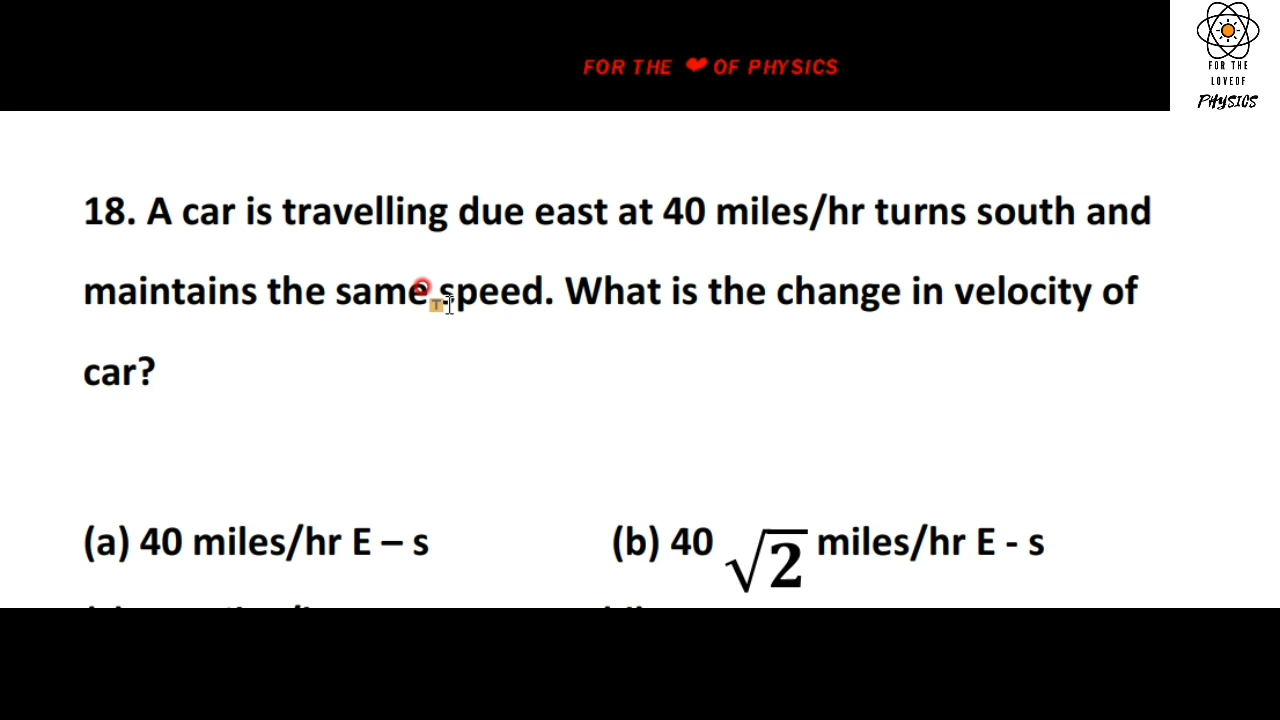 FOR THE ❤ OF PHYSICS
FOR THE
LOVEOF
PHYSICS
18. A car is travelling due east at 40 miles/hr turns south and
maintains the same speed. What is the change in velocity of
car?
(a) 40 miles/hr E – s
(b) 40 √2 miles/hr E - s